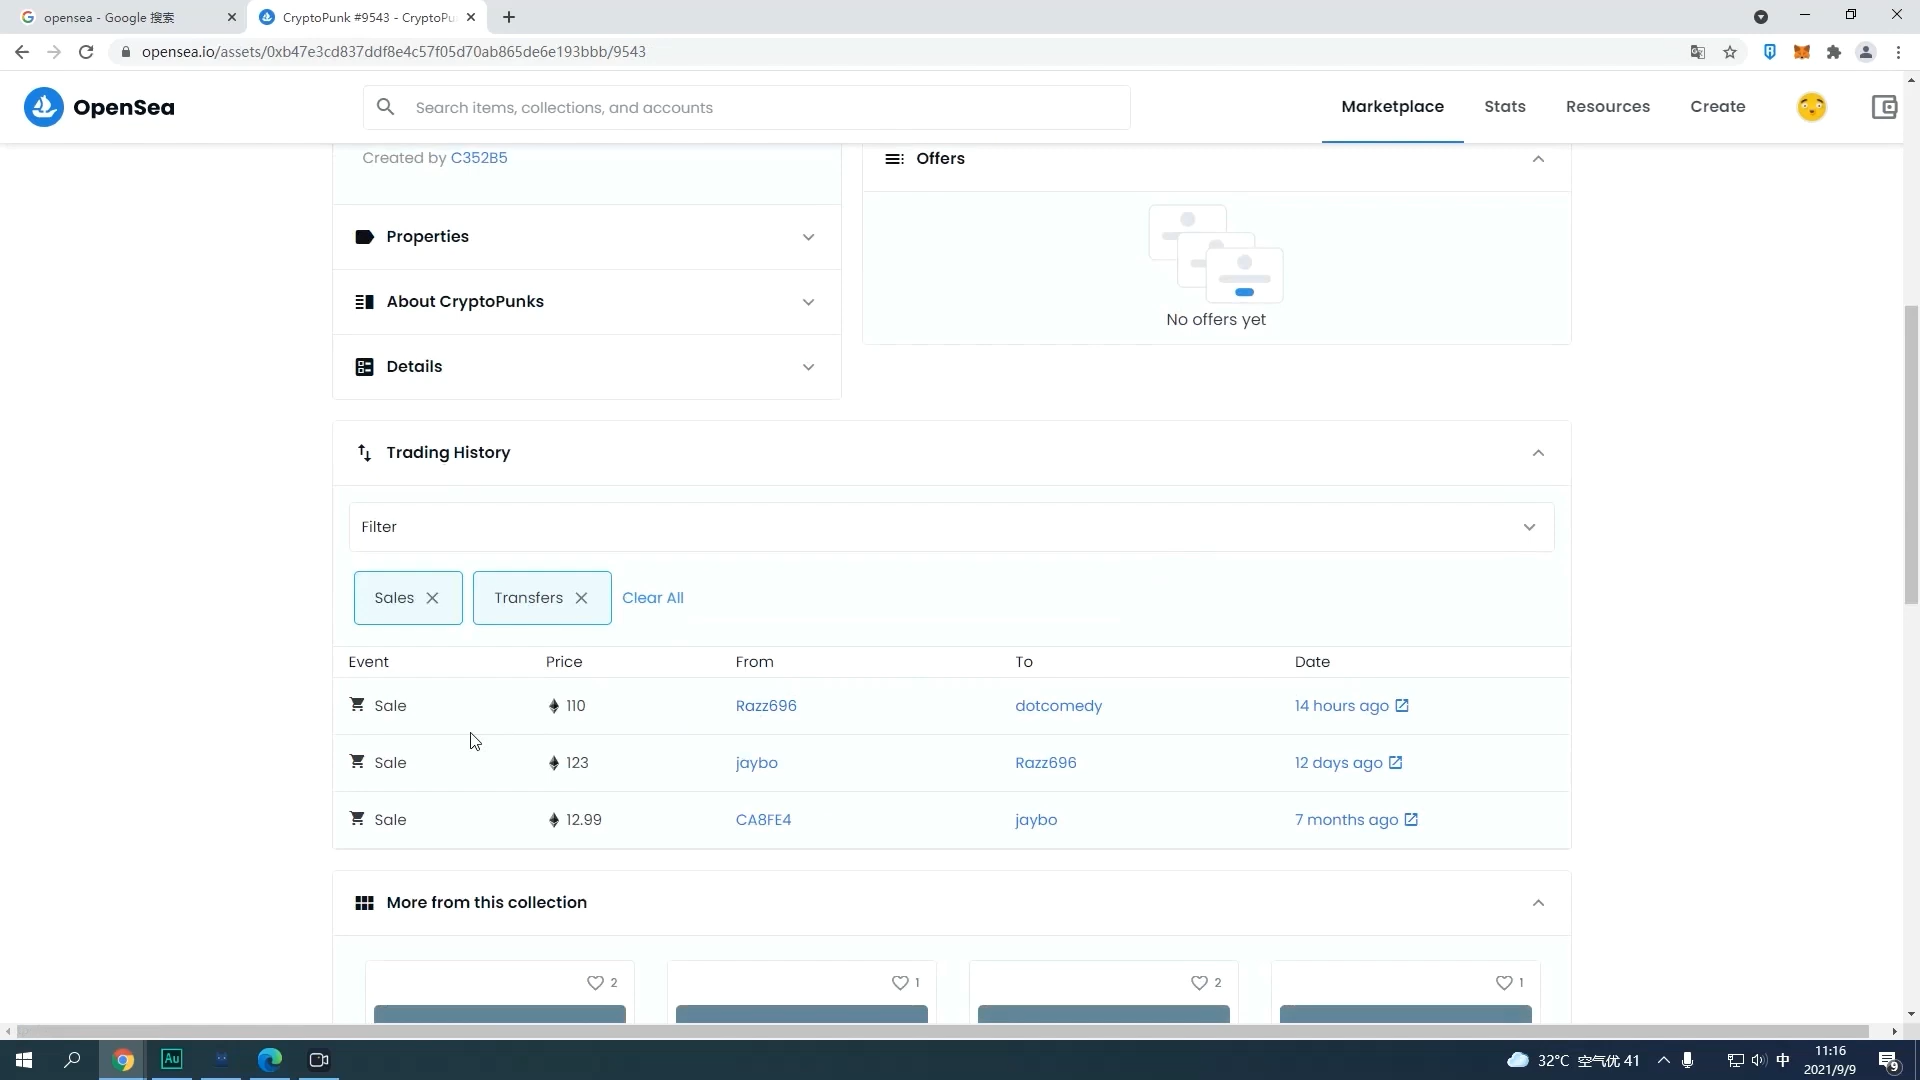 opensea - Google 搜索
CryptoPunk #9543 - CryptoPu
opensea.io/assets/0xb47e3cd837ddf8e4c57f05d70ab865de6e193bbb/9543
OpenSea
Search items, collections, and accounts
Marketplace
Stats
Resources
Create
Created by C352B5
Offers
Properties
No offers yet
About CryptoPunks
Details
Trading History
Filter
Sales
Transfers
Clear All
Event Price From To Date
Sale 110 Razz696 dotcomedy 14 hours ago
Sale 123 jaybo Razz696 12 days ago
Sale 12.99 CA8FE4 jaybo 7 months ago
More from this collection
2
1
2
1
Au
32°C 空气优 41
中
11:16
2021/9/9
9